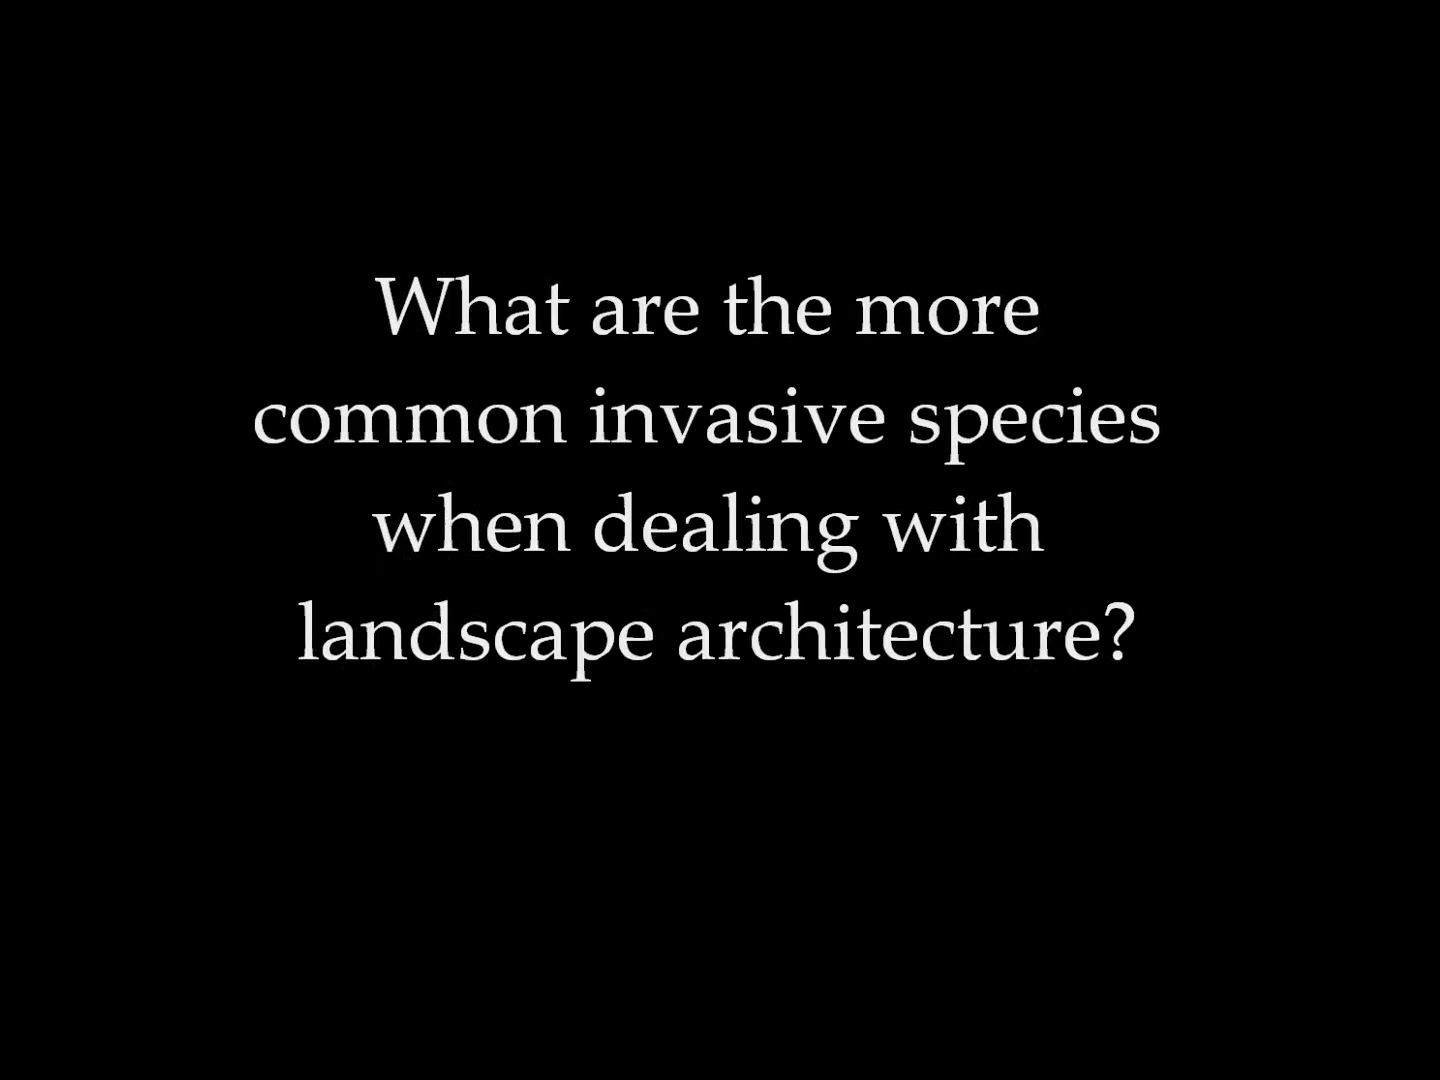 What are the more
common invasive species
when dealing with
landscape architecture?